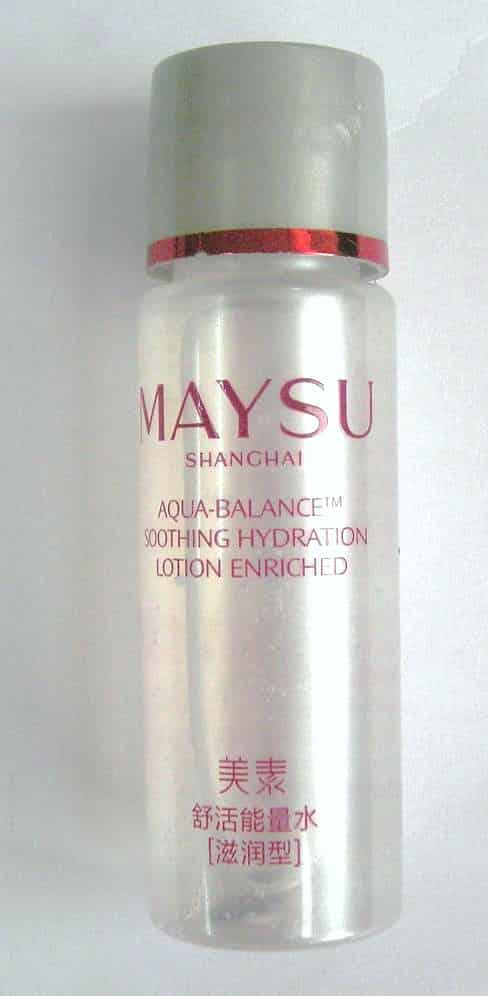 MAYSU
SHANGHAI
AQUA-BALANCE™
SOOTHING HYDRATION
LOTION ENRICHED
美素
舒活能量水
[滋润型]